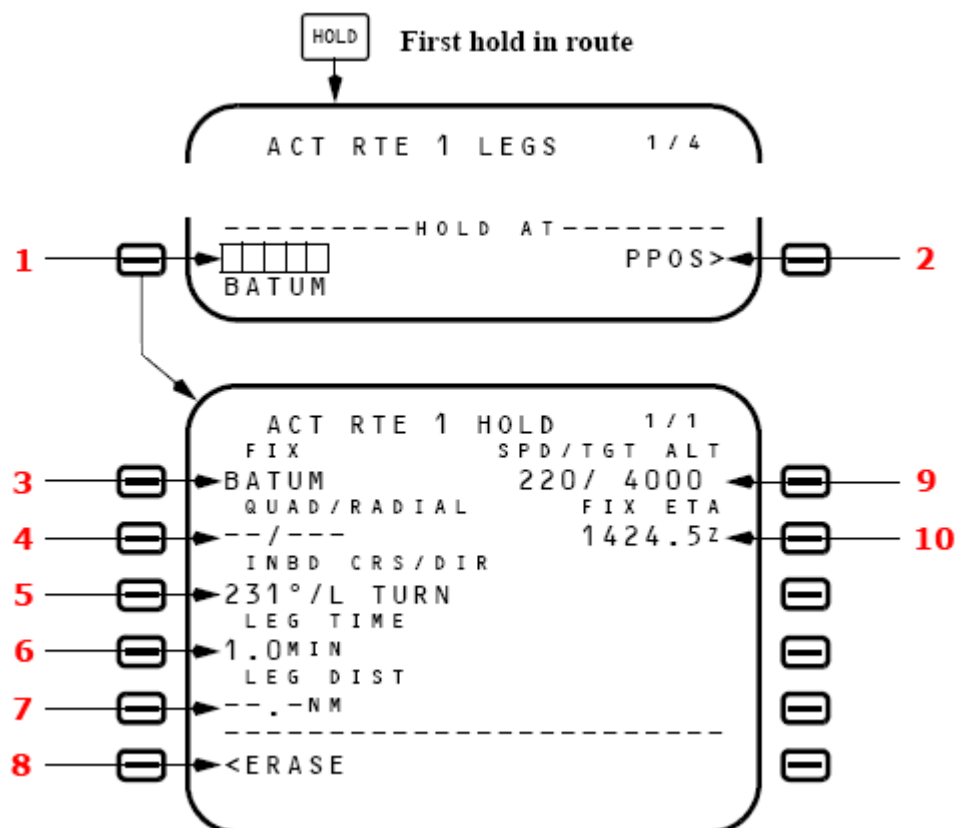 HOLD First hold in route
ACT RTE 1 LEGS 1/4
---------HOLD AT--------
1 PPOS> 2
BATUM
ACT RTE 1 HOLD 1/1
FIX SPD/TGT ALT
3 BATUM 220/ 4000 9
QUAD/RADIAL FIX ETA
4 --/--- 1424.5z 10
INBD CRS/DIR
5 231°/L TURN
LEG TIME
6 1.0MIN
LEG DIST
7 --.-NM
------------------------
8 <ERASE